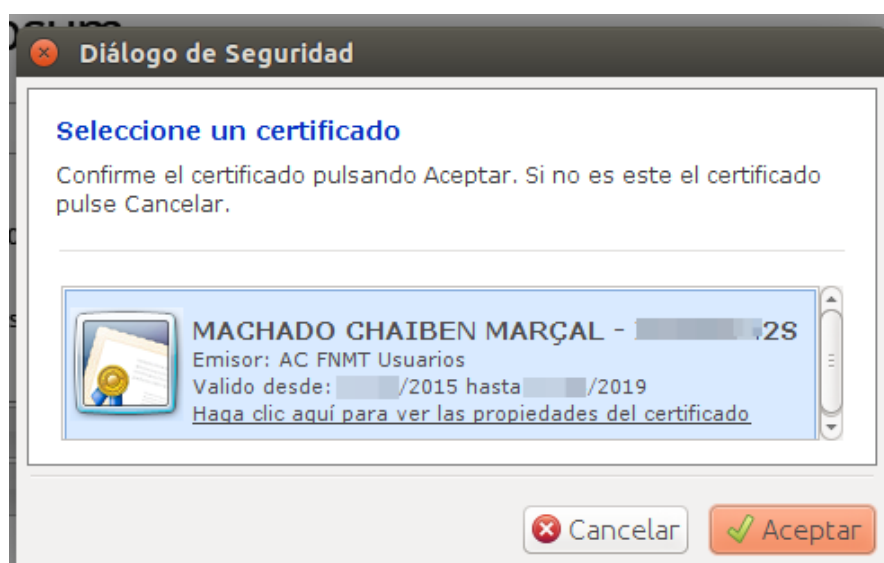 Diálogo de Seguridad
Seleccione un certificado
Confirme el certificado pulsando Aceptar. Si no es este el certificado
pulse Cancelar.
MACHADO CHAIBEN MARÇAL - 2S
Emisor: AC FNMT Usuarios
Valido desde: /2015 hasta /2019
Haga clic aquí para ver las propiedades del certificado
Cancelar Aceptar